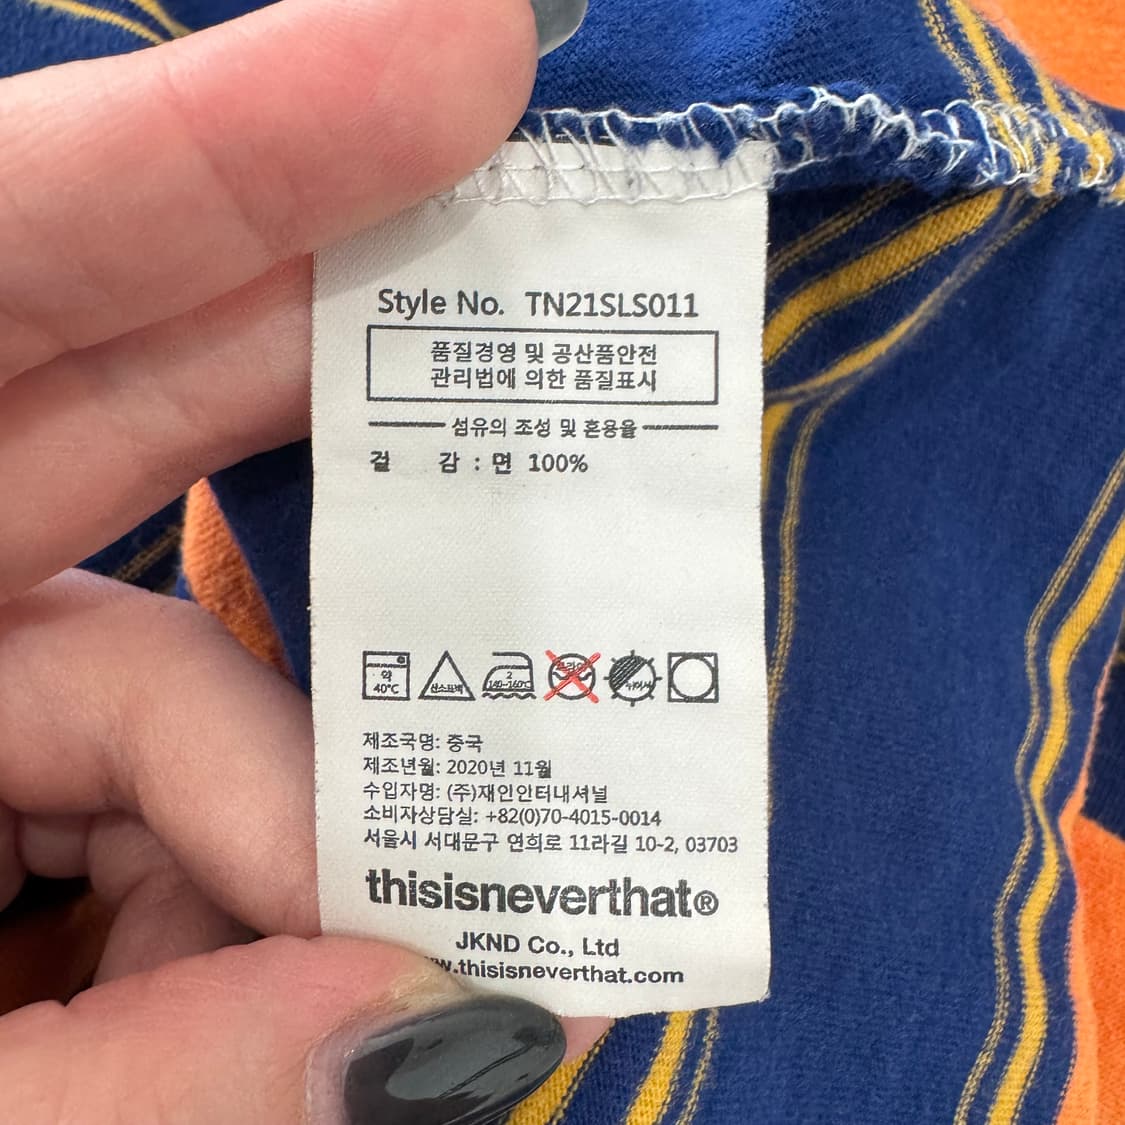 Style No. TN21SLS011
품질경영 및 공산품안전
관리법에 의한 품질표시
섬유의 조성 및 혼용율
겉 감 : 면 100%
약 40℃
산소표백
2 140~160℃
뉘어서
제조국명: 중국
제조년월: 2020년 11월
수입자명: (주)재인인터내셔널
소비자상담실: +82(0)70-4015-0014
서울시 서대문구 연희로 11라길 10-2, 03703
thisisneverthat®
JKND Co., Ltd
.thisisneverthat.com